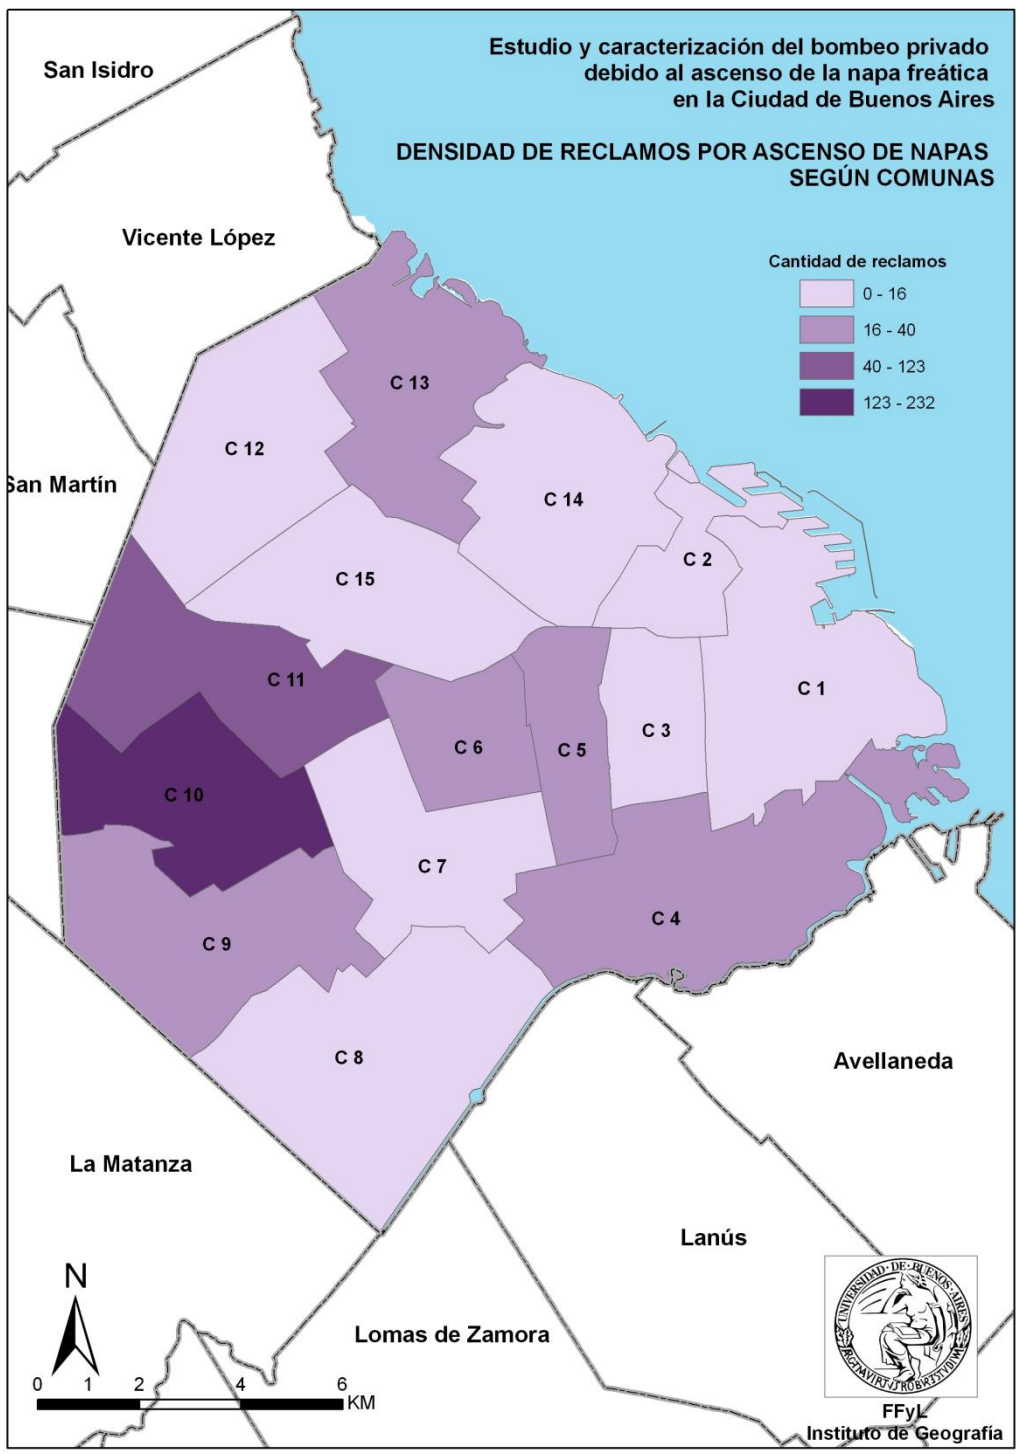 Estudio y caracterización del bombeo privado
debido al ascenso de la napa freática
en la Ciudad de Buenos Aires
DENSIDAD DE RECLAMOS POR ASCENSO DE NAPAS
SEGÚN COMUNAS
Cantidad de reclamos
0 - 16
16 - 40
40 - 123
123 - 232
San Isidro
Vicente López
San Martín
C 13
C 12
C 14
C 15
C 2
C 11
C 1
C 3
C 6
C 5
C 10
C 7
C 4
C 9
C 8
Avellaneda
La Matanza
Lanús
Lomas de Zamora
N
0 1 2 4 6
KM
UNIVERSIDAD·DE·BUENOS·AIRES
FFyL
Instituto de Geografía